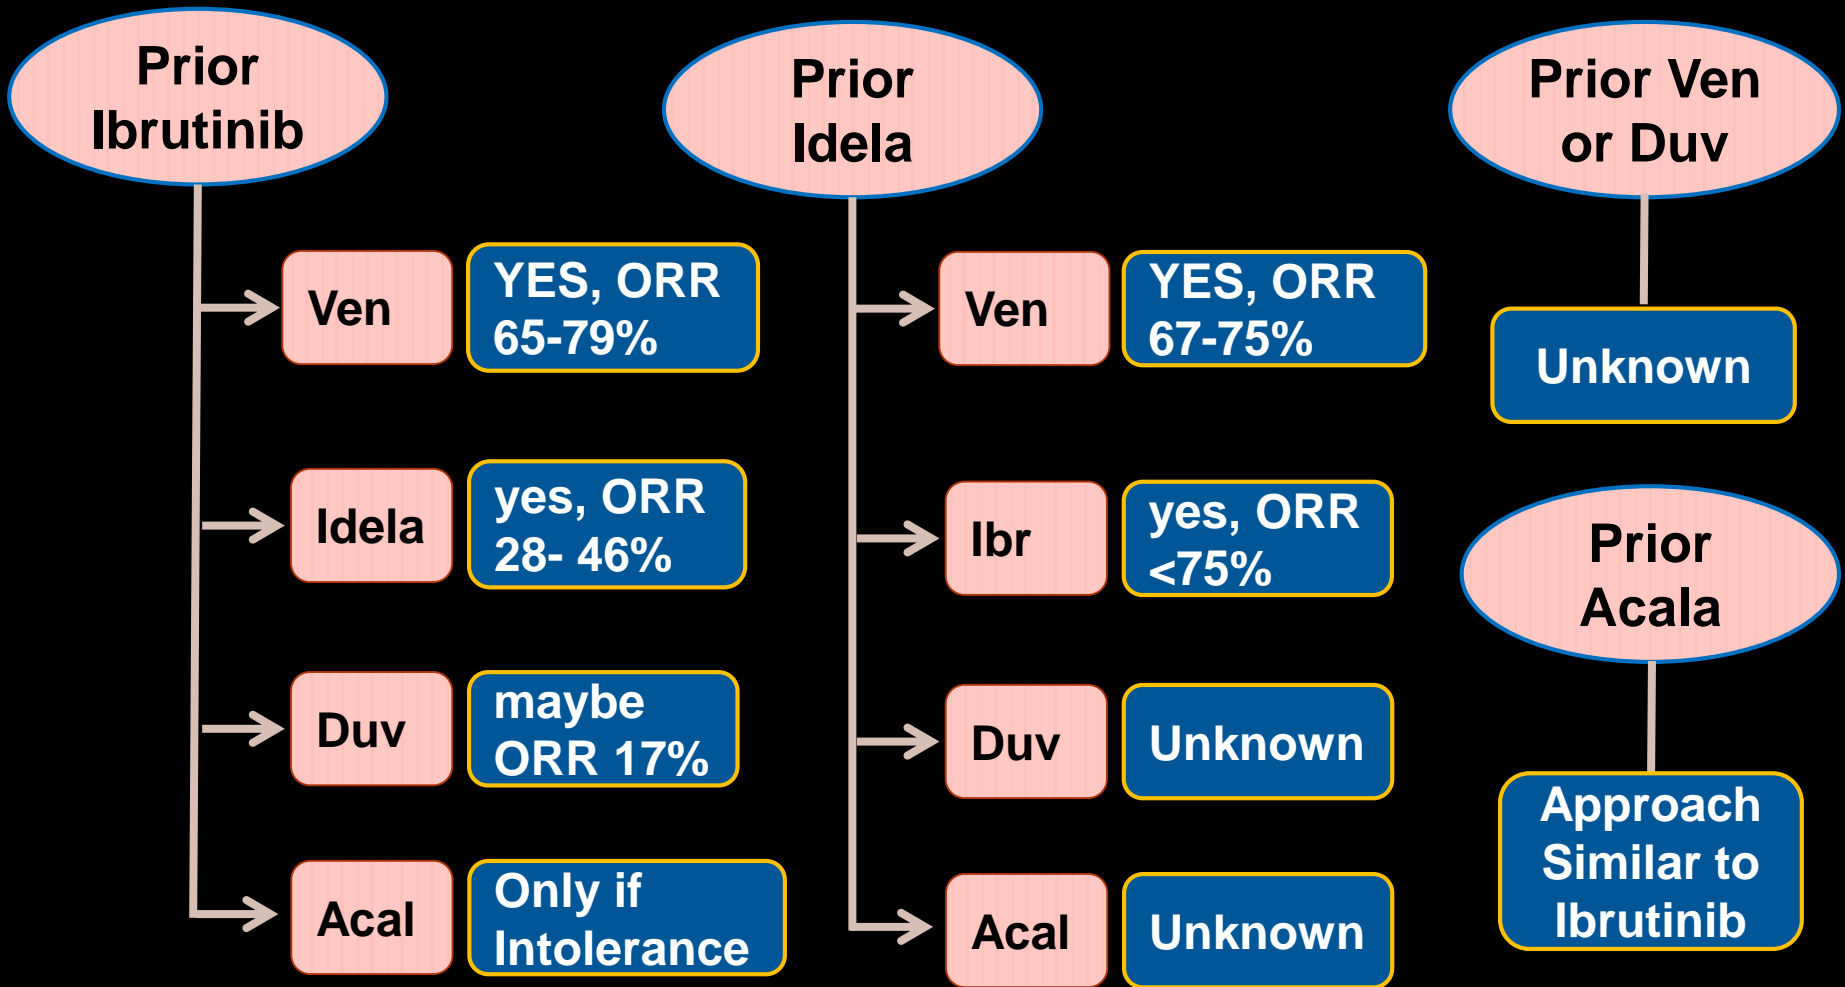 Prior
Ibrutinib
Ven
YES, ORR
65-79%
Idela
yes, ORR
28- 46%
Duv
maybe
ORR 17%
Acal
Only if
Intolerance
Prior
Idela
Ven
YES, ORR
67-75%
Ibr
yes, ORR
<75%
Duv
Unknown
Acal
Unknown
Prior Ven
or Duv
Unknown
Prior
Acala
Approach
Similar to
Ibrutinib